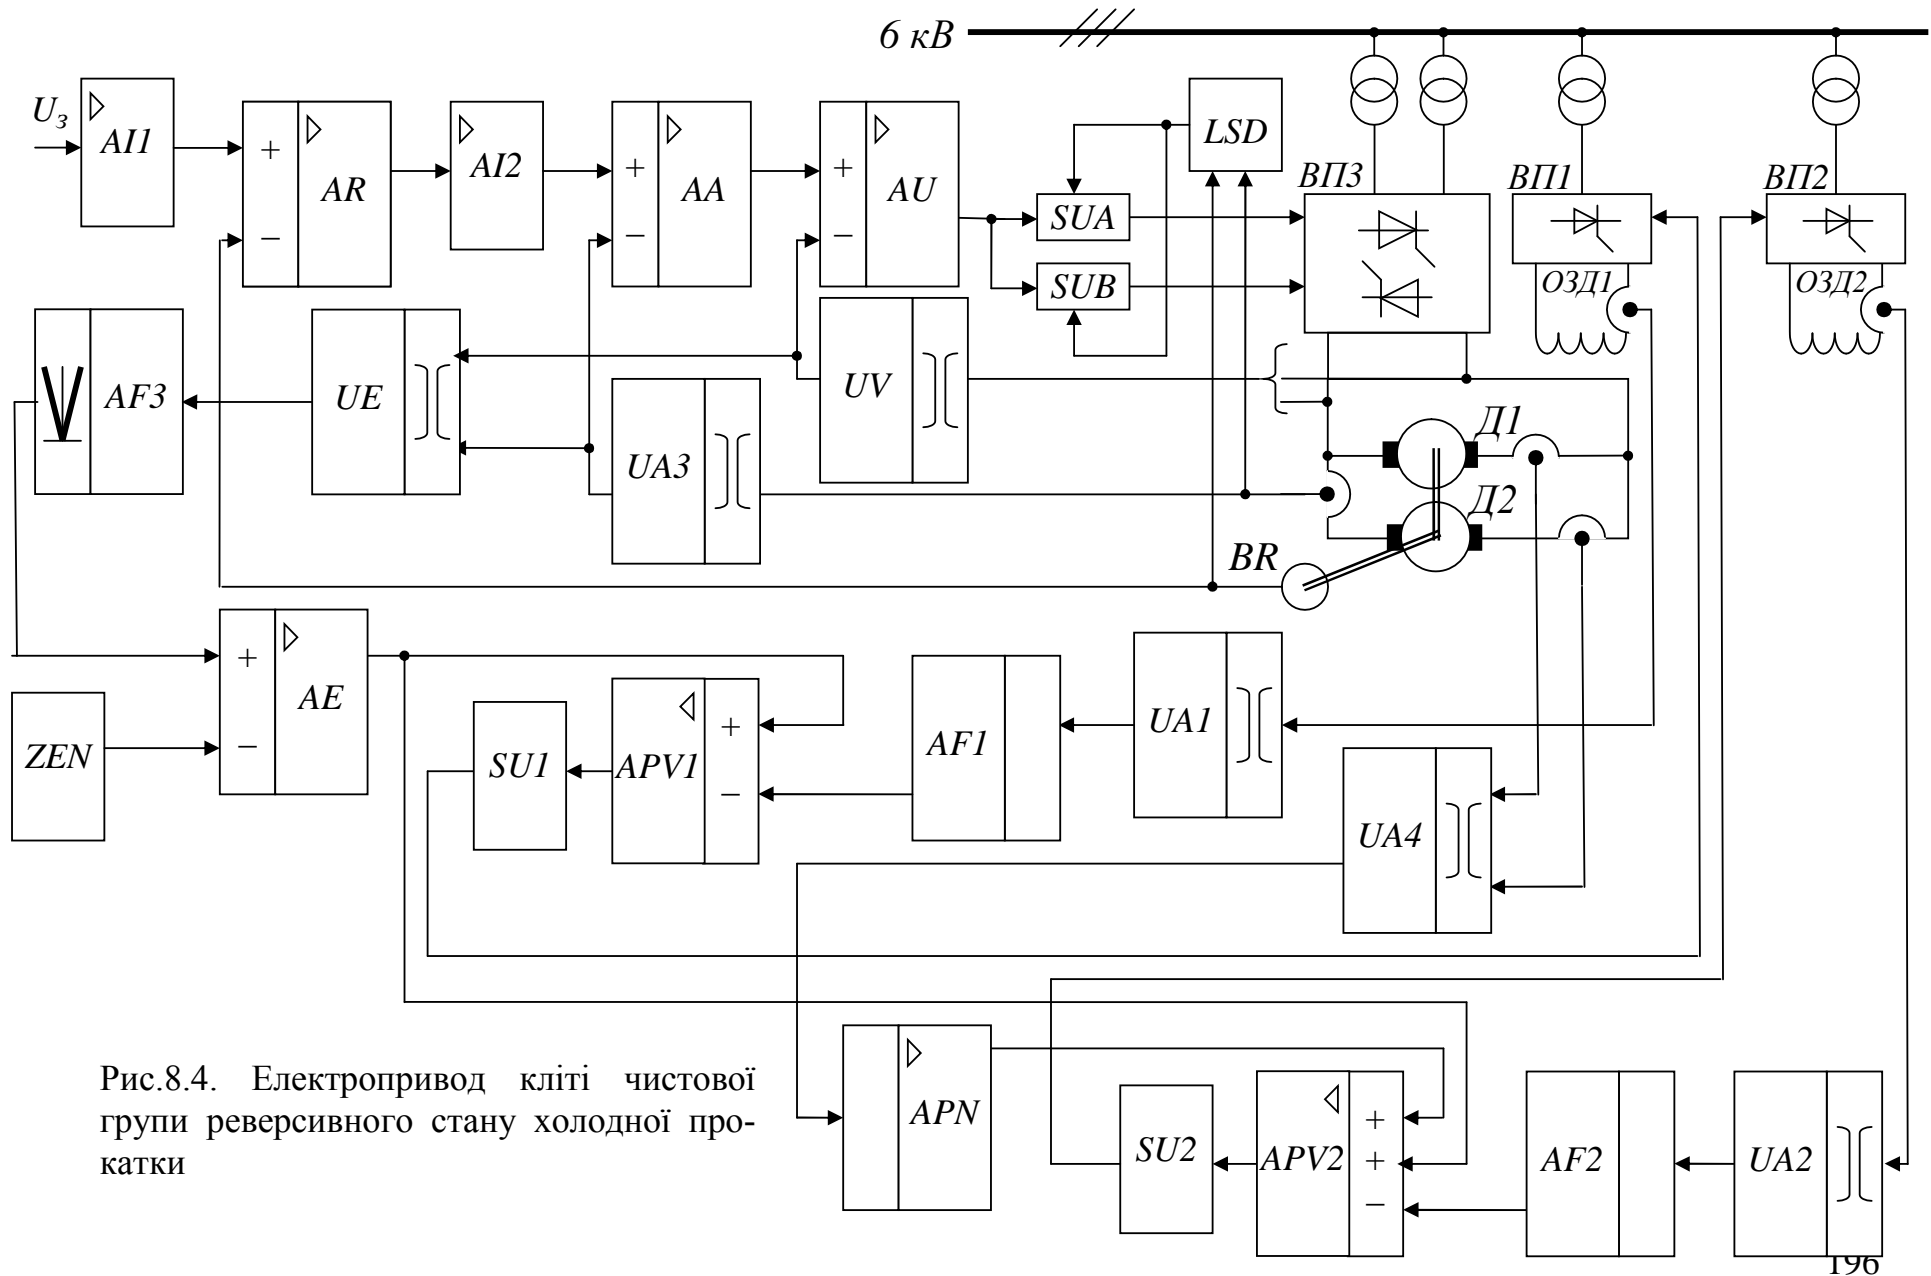 6 кВ
Uз
AI1
AR
AI2
AA
AU
LSD
SUA
SUB
ВП3
ВП1
ВП2
ОЗД1
ОЗД2
+
−
+
−
+
−
AF3
UE
UA3
UV
Д1
Д2
BR
ZEN
+
−
AE
SU1
APV1
+
−
AF1
UA1
UA4
APN
SU2
APV2
+
+
−
AF2
UA2
Рис.8.4. Електропривод кліті чистової
групи реверсивного стану холодної про-
катки
196